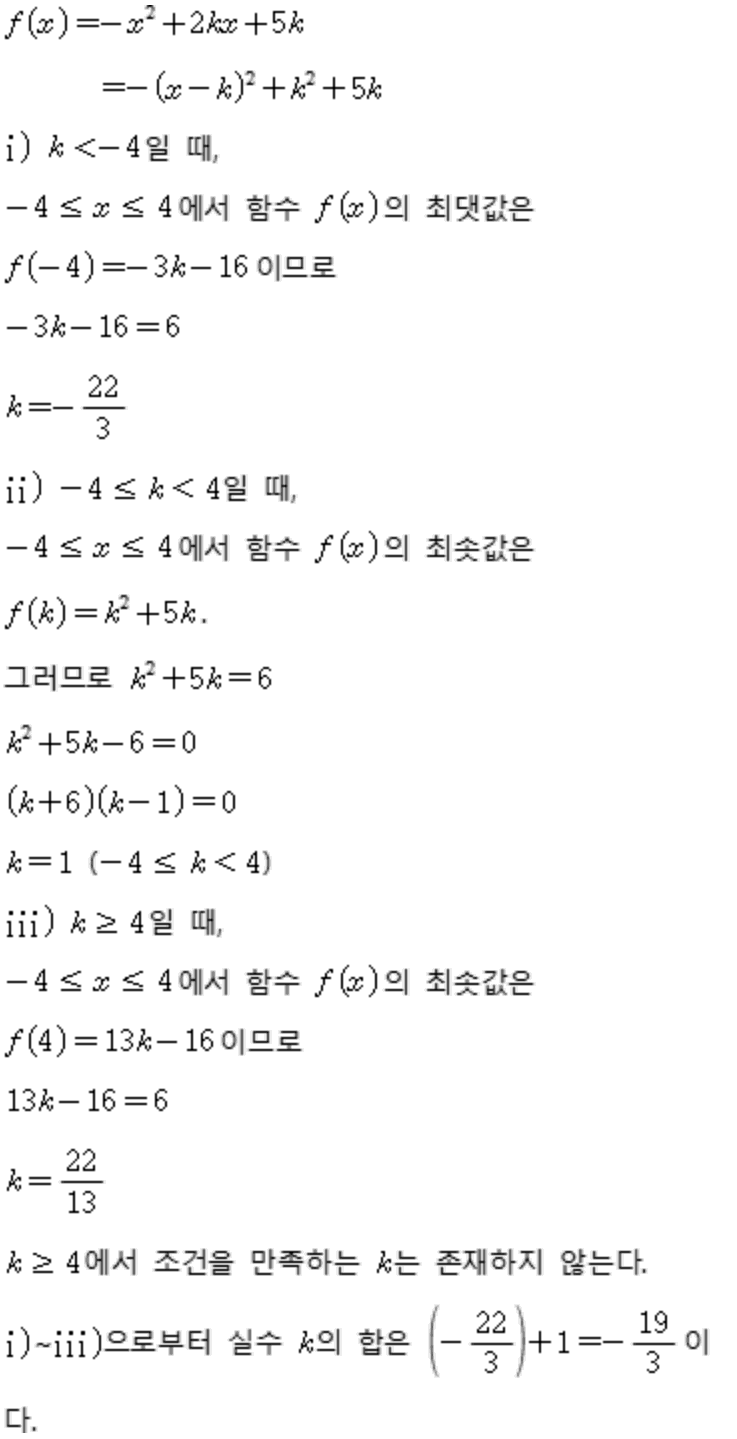 f(x)=-x²+2kx+5k
=-(x-k)²+k²+5k
i) k<-4일 때,
-4≤x≤4에서 함수 f(x)의 최댓값은
f(-4)=-3k-16이므로
-3k-16=6
k=-22/3
ii) -4≤k<4일 때,
-4≤x≤4에서 함수 f(x)의 최솟값은
f(k)=k²+5k.
그러므로 k²+5k=6
k²+5k-6=0
(k+6)(k-1)=0
k=1 (-4≤k<4)
iii) k≥4일 때,
-4≤x≤4에서 함수 f(x)의 최솟값은
f(4)=13k-16이므로
13k-16=6
k=22/13
k≥4에서 조건을 만족하는 k는 존재하지 않는다.
i)~iii)으로부터 실수 k의 합은 (-22/3)+1=-19/3이
다.